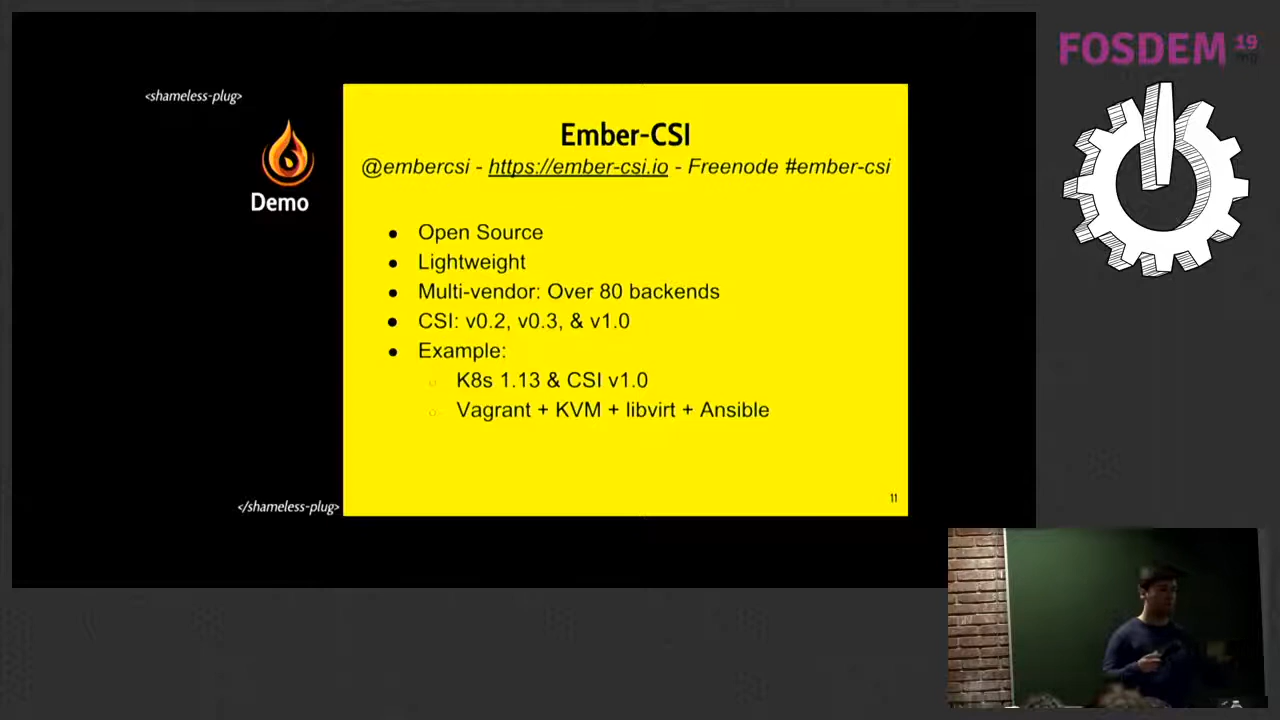 FOSDEM 19
.org
<shameless-plug>
Demo
Ember-CSI
@embercsi - https://ember-csi.io - Freenode #ember-csi
● Open Source
● Lightweight
● Multi-vendor: Over 80 backends
● CSI: v0.2, v0.3, & v1.0
● Example:
○ K8s 1.13 & CSI v1.0
○ Vagrant + KVM + libvirt + Ansible
11
</shameless-plug>